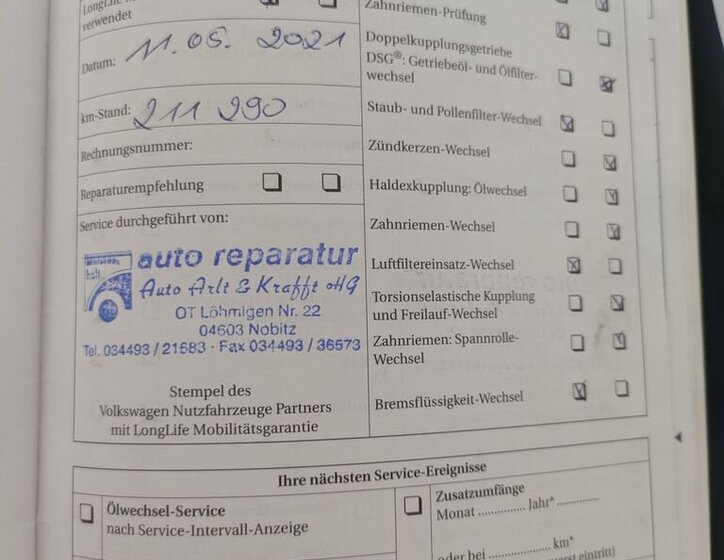 LongLife
verwendet
Datum: 11.05. 2021
km-Stand: 211 290
Rechnungsnummer:
Reparaturempfehlung
Service durchgeführt von:
auto reparatur
Auto Arlt & Krafft oHG
OT Löhmigen Nr. 22
04603 Nobitz
Tel. 034493 / 21583 · Fax 034493 / 36573
Stempel des
Volkswagen Nutzfahrzeuge Partners
mit LongLife Mobilitätsgarantie
Zahnriemen-Prüfung
Doppelkupplungsgetriebe
DSG®: Getriebeöl- und Ölfilter-
wechsel
Staub- und Pollenfilter-Wechsel
Zündkerzen-Wechsel
Haldexkupplung: Ölwechsel
Zahnriemen-Wechsel
Luftfiltereinsatz-Wechsel
Torsionselastische Kupplung
und Freilauf-Wechsel
Zahnriemen: Spannrolle-
Wechsel
Bremsflüssigkeit-Wechsel
Ihre nächsten Service-Ereignisse
Ölwechsel-Service
nach Service-Intervall-Anzeige
Zusatzumfänge
Monat .............. Jahr* ............
oder bei .................. km*
eintritt)